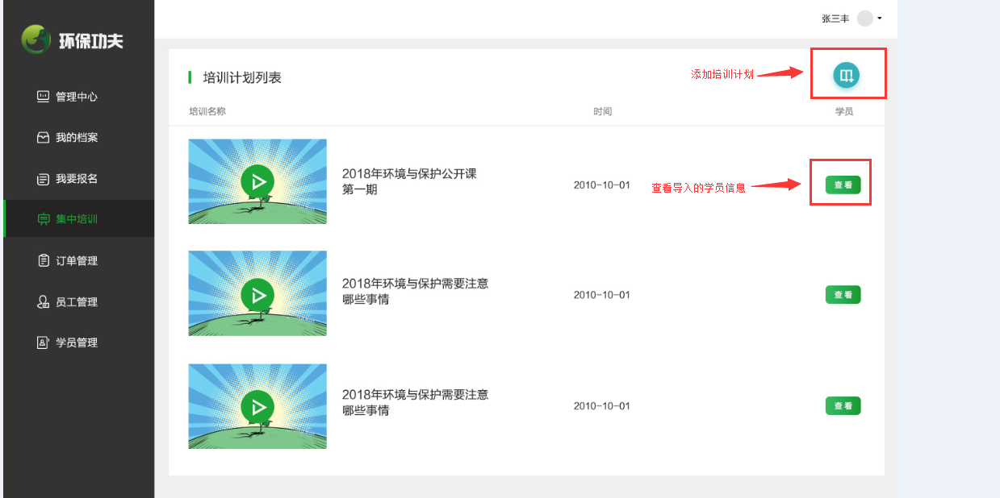 张三丰
环保功夫
管理中心
我的档案
我要报名
集中培训
订单管理
员工管理
学员管理
培训计划列表
添加培训计划
培训名称
时间
学员
2018年环境与保护公开课
第一期
2010-10-01
查看导入的学员信息
查看
2018年环境与保护需要注意
哪些事情
2010-10-01
查看
2018年环境与保护需要注意
哪些事情
2010-10-01
查看